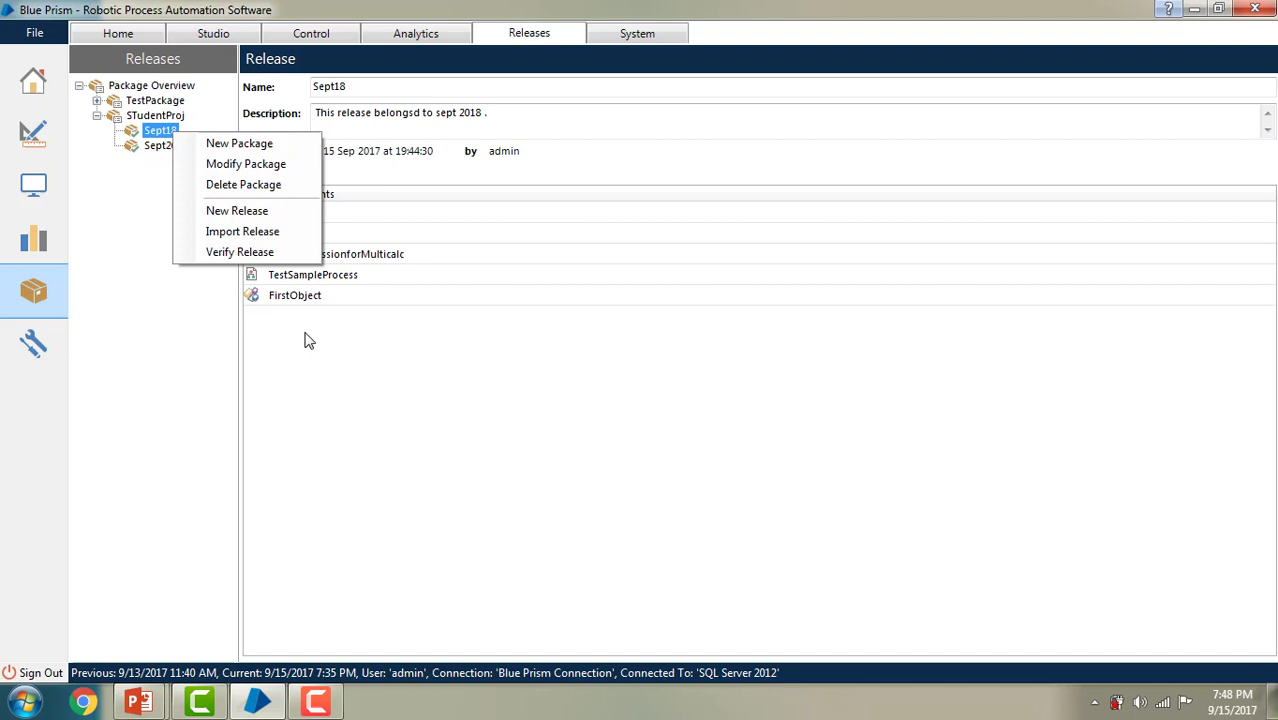 Blue Prism - Robotic Process Automation Software
File Home Studio Control Analytics Releases System
Releases
Release
Package Overview
TestPackage
STudentProj
Sept18
Name: Sept18
Description: This release belongsd to sept 2018 .
15 Sep 2017 at 19:44:30 by admin
New Package
Modify Package
Delete Package
New Release
Import Release
Verify Release
TestSampleProcess
FirstObject
Sign Out
Previous: 9/13/2017 11:40 AM, Current: 9/15/2017 7:35 PM, User: 'admin', Connection: 'Blue Prism Connection', Connected To: 'SQL Server 2012'
7:48 PM
9/15/2017